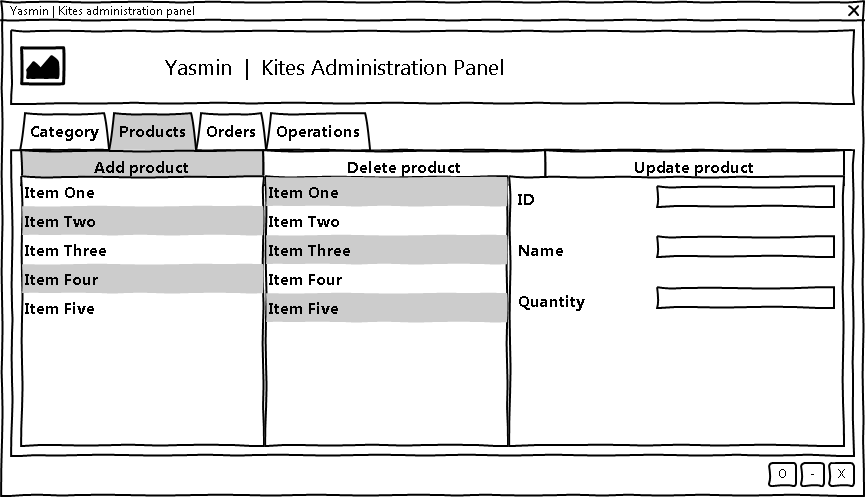 Yasmin | Kites administration panel
Yasmin | Kites Administration Panel
Category Products Orders Operations
Add product Delete product Update product
Item One Item One ID
Item Two Item Two
Item Three Item Three Name
Item Four Item Four
Item Five Item Five Quantity
O - X